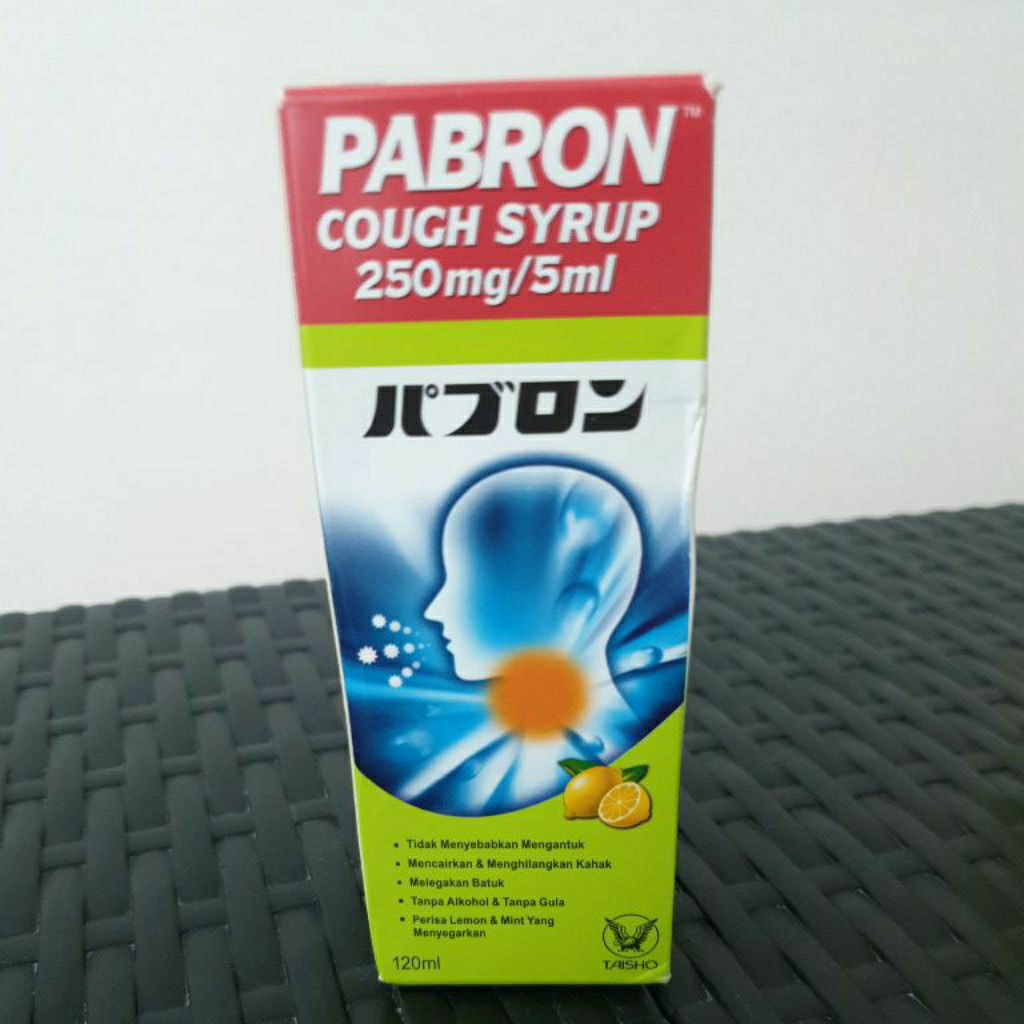 PABRON™
COUGH SYRUP
250mg/5ml
パブロン
• Tidak Menyebabkan Mengantuk
• Mencairkan & Menghilangkan Kahak
• Melegakan Batuk
• Tanpa Alkohol & Tanpa Gula
• Perisa Lemon & Mint Yang
Menyegarkan
120ml
TAISHO